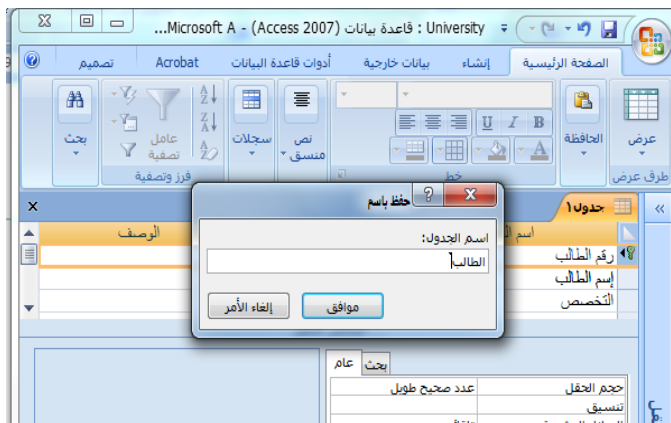 University : قاعدة بيانات (Access 2007) - Microsoft A...
الصفحة الرئيسية
إنشاء
بيانات خارجية
أدوات قاعدة البيانات
Acrobat
تصميم
عرض
الحافظة
B I U
A
نص منسق
سجلات
عامل تصفية
بحث
طرق عرض
خط
فرز وتصفية
جدول١
اسم
الوصف
رقم الطالب
إسم الطالب
التخصص
حفظ باسم
اسم الجدول:
الطالب
موافق
إلغاء الأمر
عام
بحث
حجم الحقل
عدد صحيح طويل
تنسيق